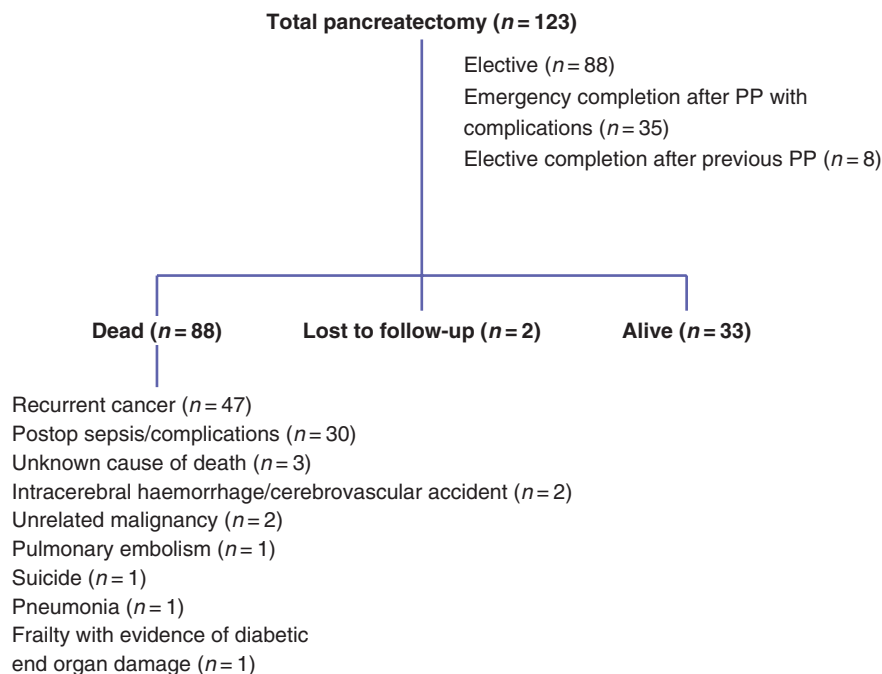 Total pancreatectomy (n = 123)
Elective (n = 88)
Emergency completion after PP with
complications (n = 35)
Elective completion after previous PP (n = 8)
Dead (n = 88)
Lost to follow-up (n = 2)
Alive (n = 33)
Recurrent cancer (n = 47)
Postop sepsis/complications (n = 30)
Unknown cause of death (n = 3)
Intracerebral haemorrhage/cerebrovascular accident (n = 2)
Unrelated malignancy (n = 2)
Pulmonary embolism (n = 1)
Suicide (n = 1)
Pneumonia (n = 1)
Frailty with evidence of diabetic
end organ damage (n = 1)